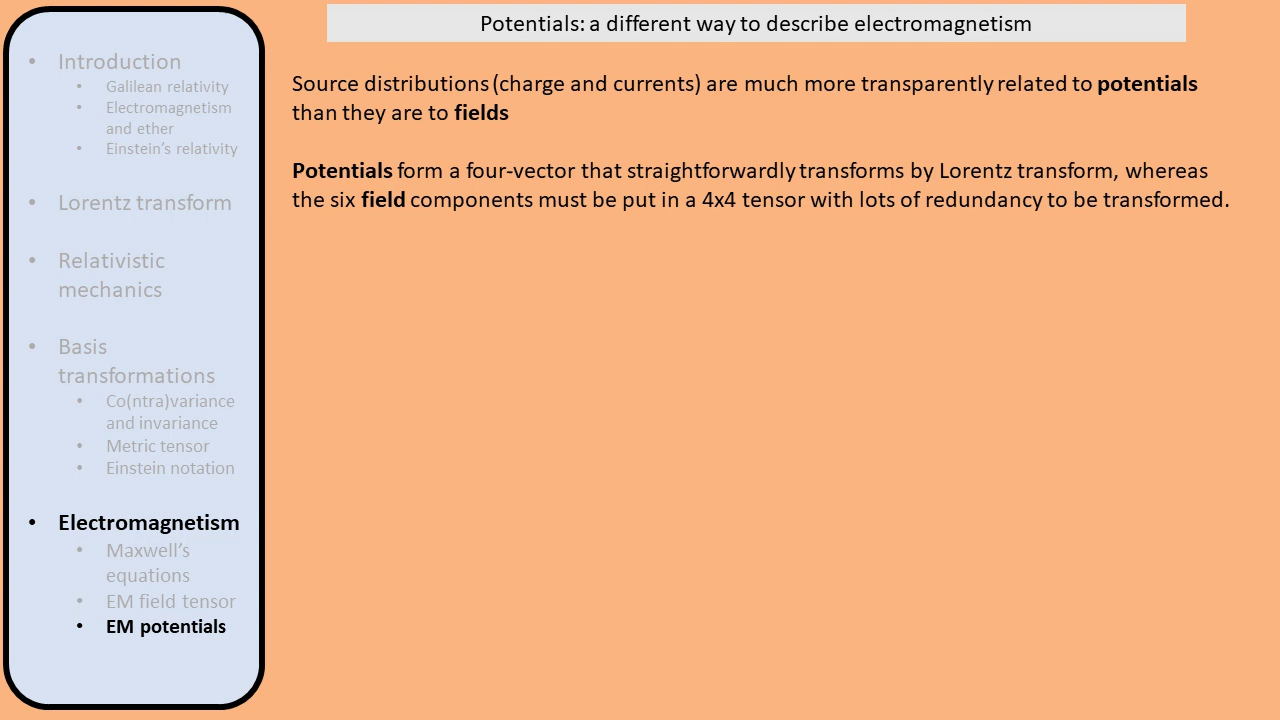 Potentials: a different way to describe electromagnetism
• Introduction
• Galilean relativity
• Electromagnetism
and ether
• Einstein’s relativity
• Lorentz transform
• Relativistic
mechanics
• Basis
transformations
• Co(ntra)variance
and invariance
• Metric tensor
• Einstein notation
• Electromagnetism
• Maxwell’s
equations
• EM field tensor
• EM potentials
Source distributions (charge and currents) are much more transparently related to potentials
than they are to fields
Potentials form a four-vector that straightforwardly transforms by Lorentz transform, whereas
the six field components must be put in a 4x4 tensor with lots of redundancy to be transformed.